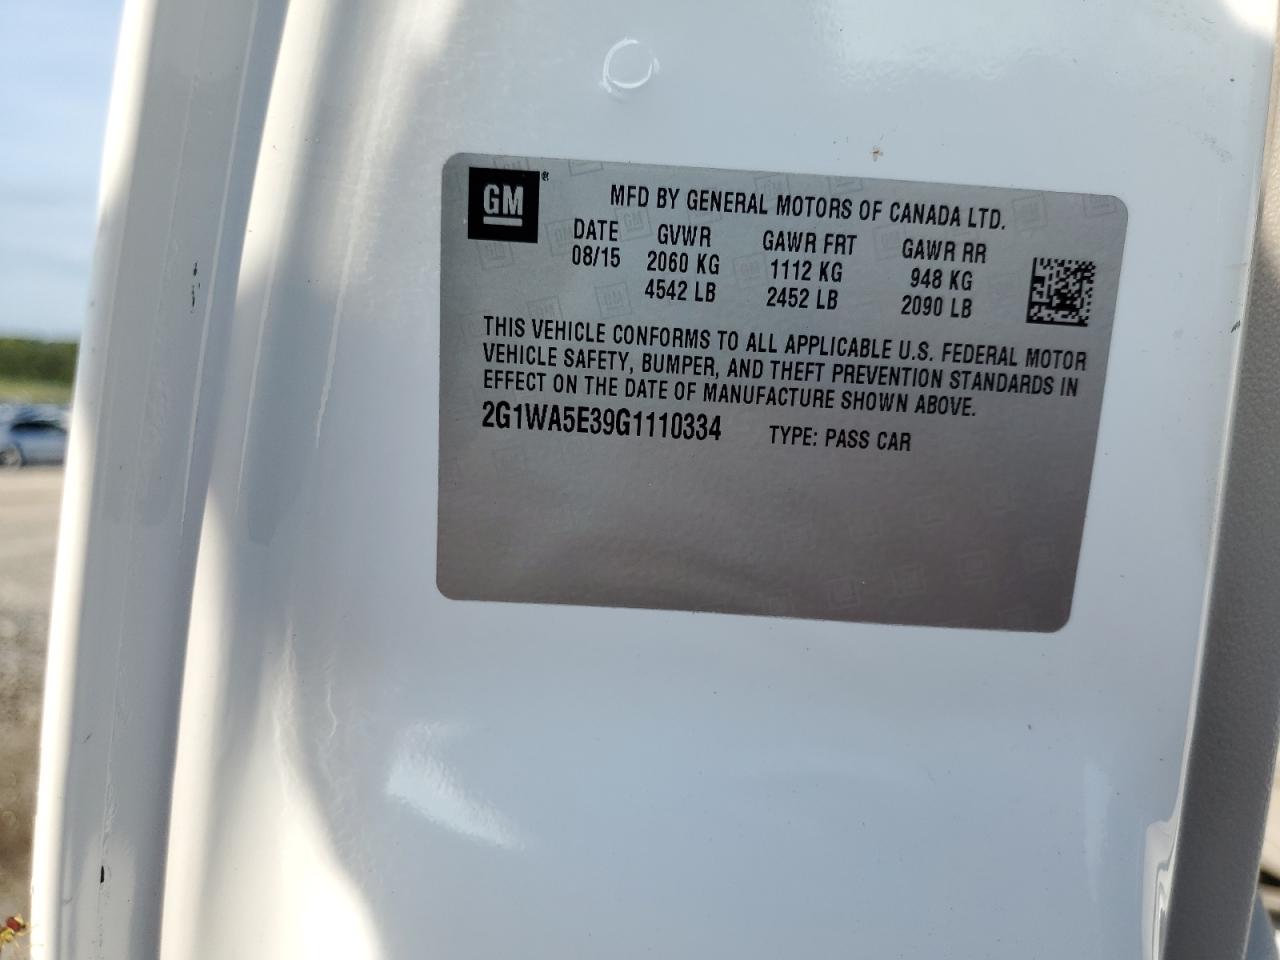 GM®
MFD BY GENERAL MOTORS OF CANADA LTD.
DATE GVWR GAWR FRT GAWR RR
08/15 2060 KG 1112 KG 948 KG
4542 LB 2452 LB 2090 LB
THIS VEHICLE CONFORMS TO ALL APPLICABLE U.S. FEDERAL MOTOR
VEHICLE SAFETY, BUMPER, AND THEFT PREVENTION STANDARDS IN
EFFECT ON THE DATE OF MANUFACTURE SHOWN ABOVE.
2G1WA5E39G1110334 TYPE: PASS CAR